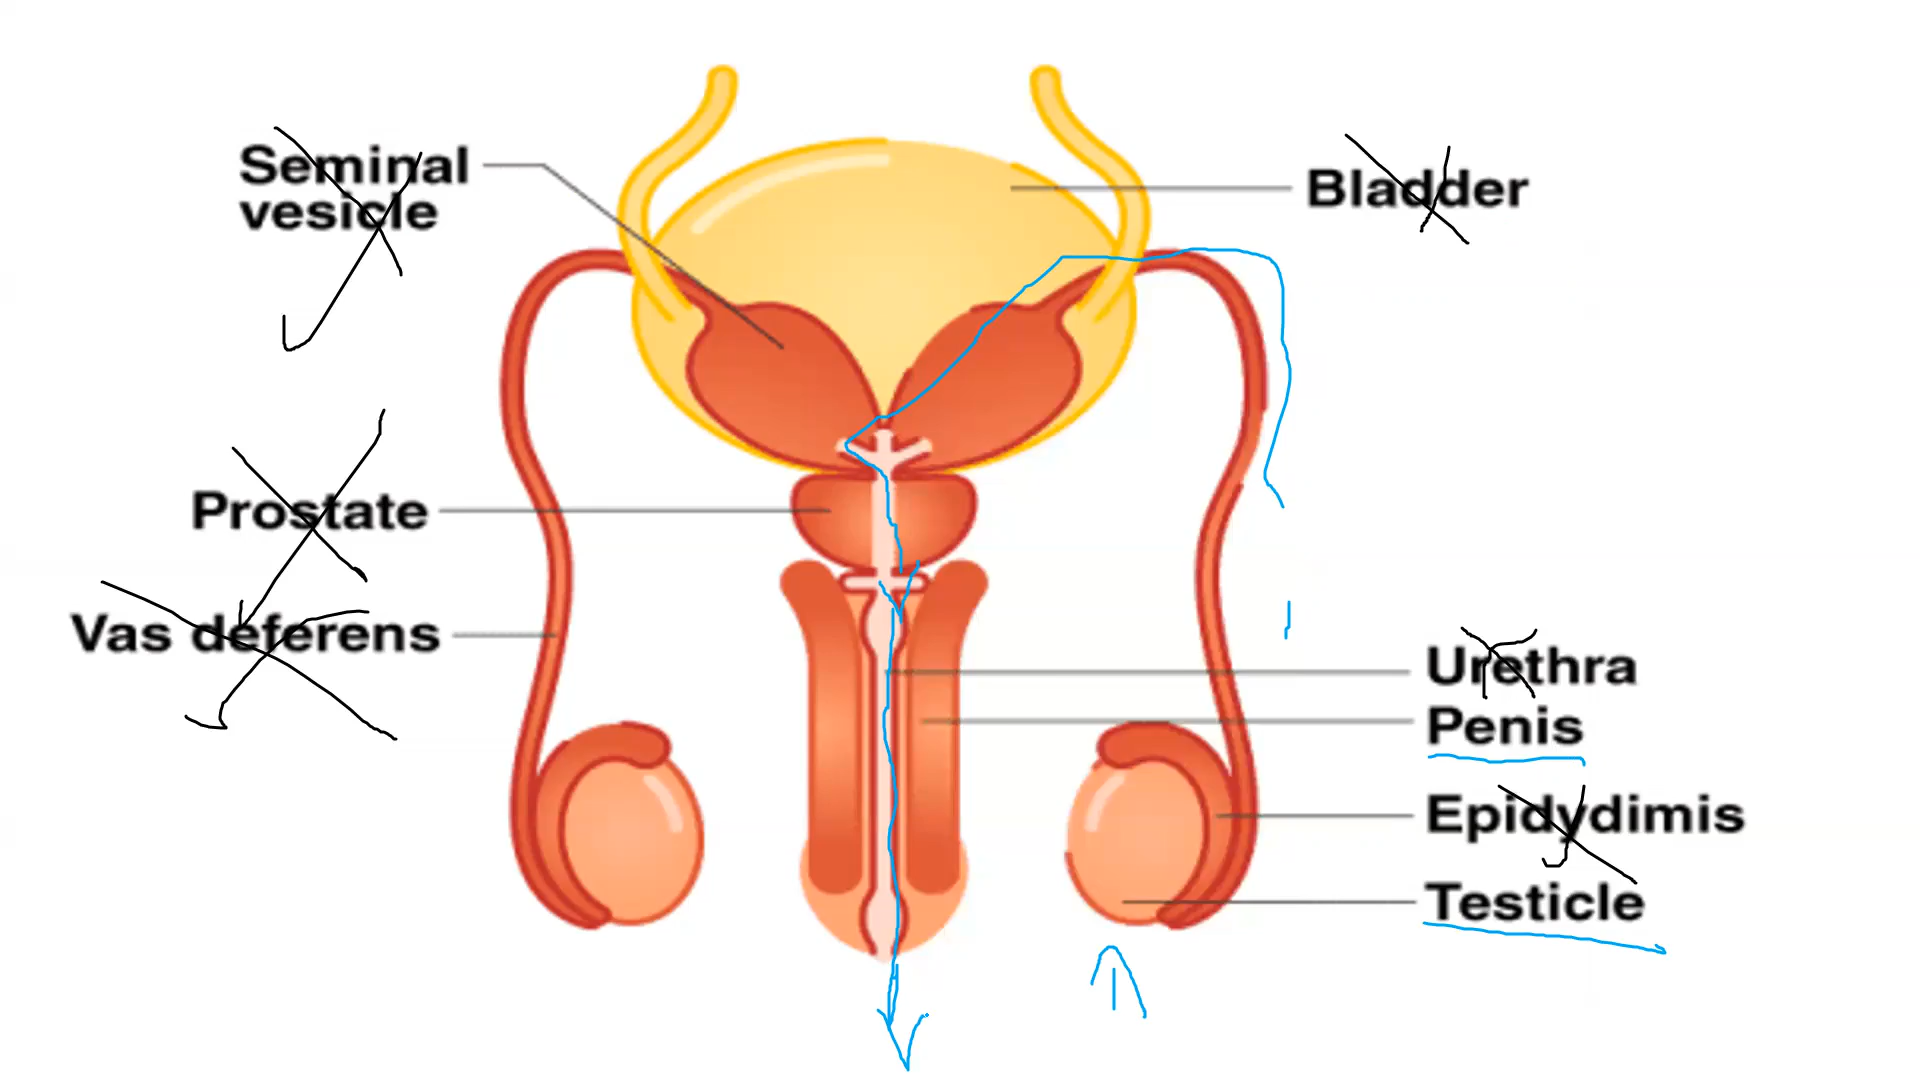 Seminal
vesicle
Bladder
Prostate
Vas deferens
Urethra
Penis
Epidydimis
Testicle